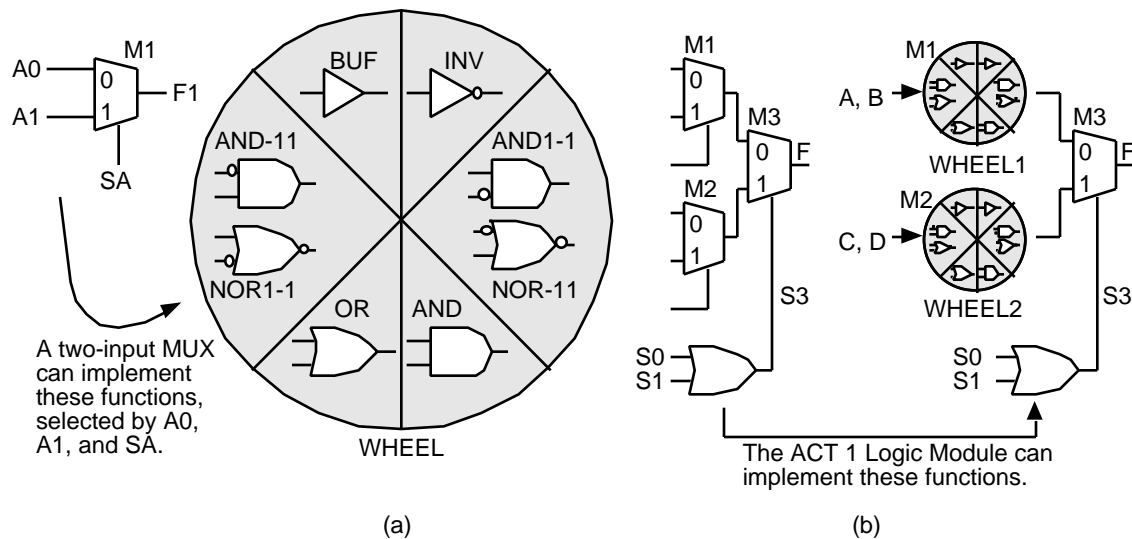 M1
A0
0
F1
A1
1
SA
BUF
INV
AND-11
AND1-1
NOR1-1
NOR-11
OR
AND
WHEEL
A two-input MUX
can implement
these functions,
selected by A0,
A1, and SA.
(a)
M1
0
1
M3
0
F
1
M2
0
1
S3
S0
S1
M1
A, B
WHEEL1
M3
0
F
1
M2
C, D
WHEEL2
S3
S0
S1
The ACT 1 Logic Module can
implement these functions.
(b)